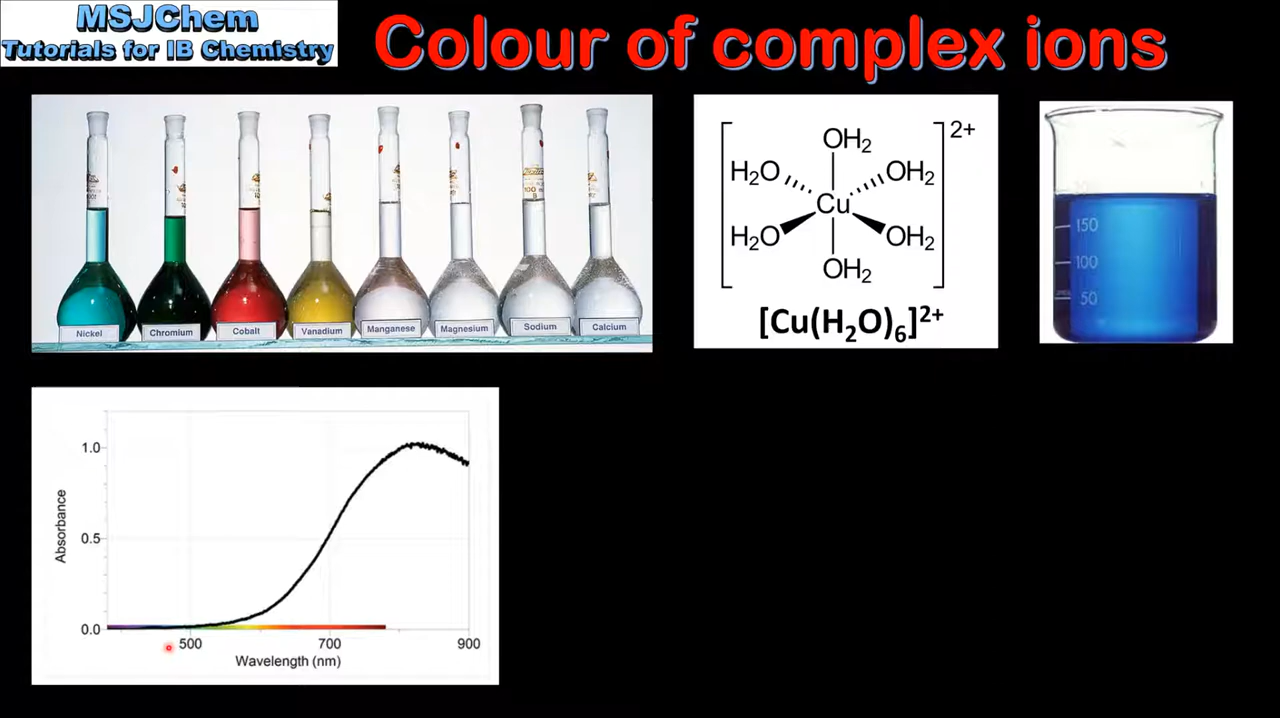 MSJChem
Tutorials for IB Chemistry
Colour of complex ions
Nickel
Chromium
Cobalt
Vanadium
Manganese
Magnesium
Sodium
Calcium
2+
OH₂
H₂O
OH₂
Cu
H₂O
OH₂
OH₂
[Cu(H₂O)₆]²⁺
150
100
50
1.0
0.5
0.0
Absorbance
500 700 900
Wavelength (nm)